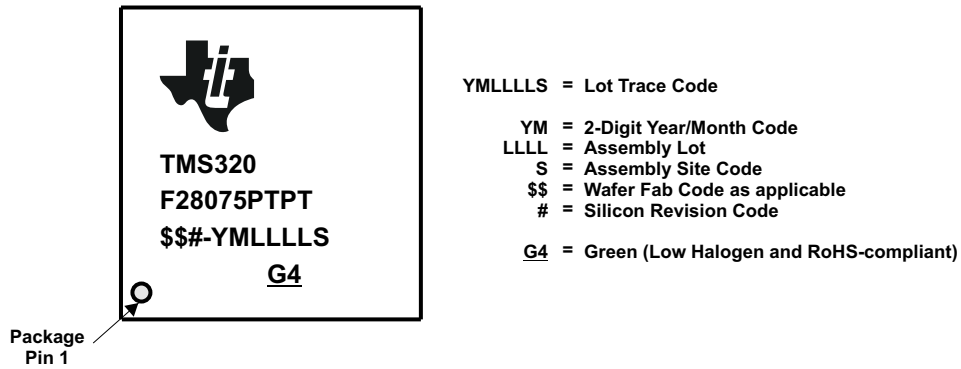 TMS320
F28075PTPT
$$#-YMLLLLS
G4
Package
Pin 1
YMLLLLS = Lot Trace Code
YM = 2-Digit Year/Month Code
LLLL = Assembly Lot
S = Assembly Site Code
$$ = Wafer Fab Code as applicable
# = Silicon Revision Code
G4 = Green (Low Halogen and RoHS-compliant)